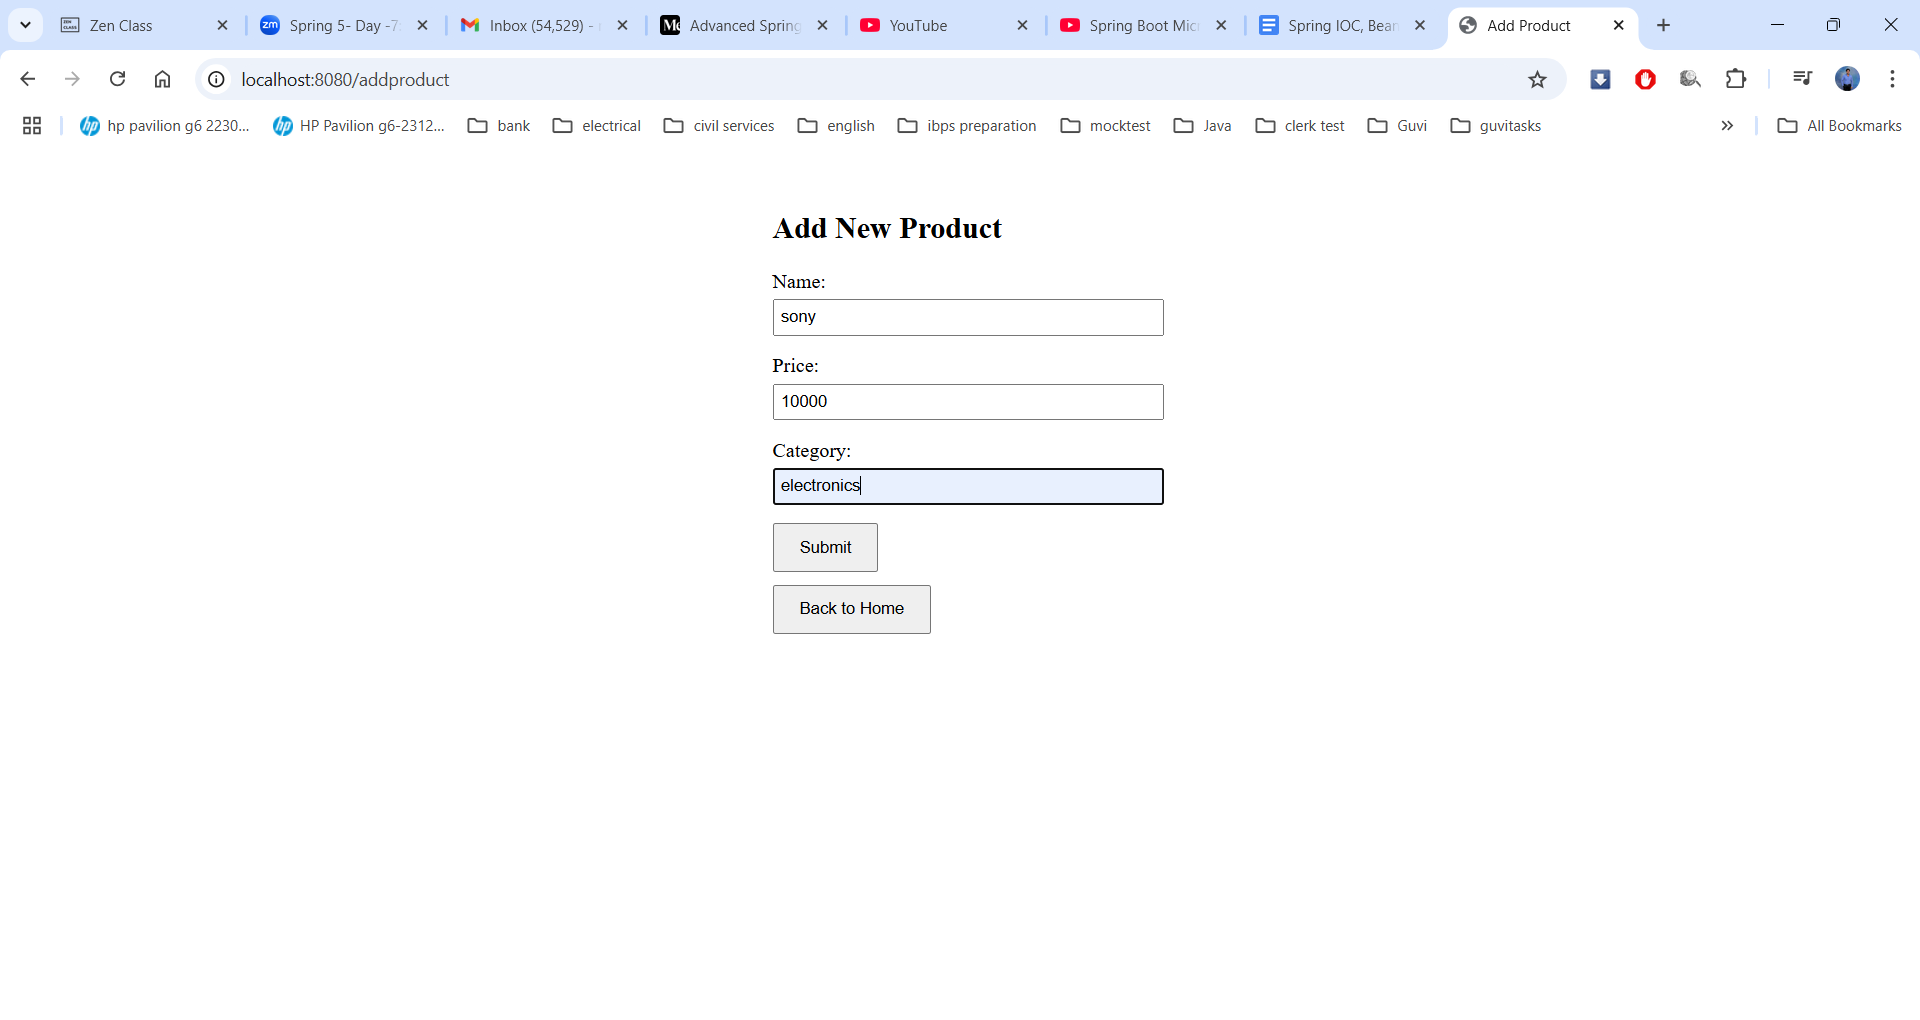 Zen Class
Spring 5- Day -7
Inbox (54,529) -
Advanced Spring
YouTube
Spring Boot Mic
Spring IOC, Bean
Add Product
localhost:8080/addproduct
hp pavilion g6 2230...
HP Pavilion g6-2312...
bank
electrical
civil services
english
ibps preparation
mocktest
Java
clerk test
Guvi
guvitasks
All Bookmarks
Add New Product
Name:
sony
Price:
10000
Category:
electronics
Submit
Back to Home